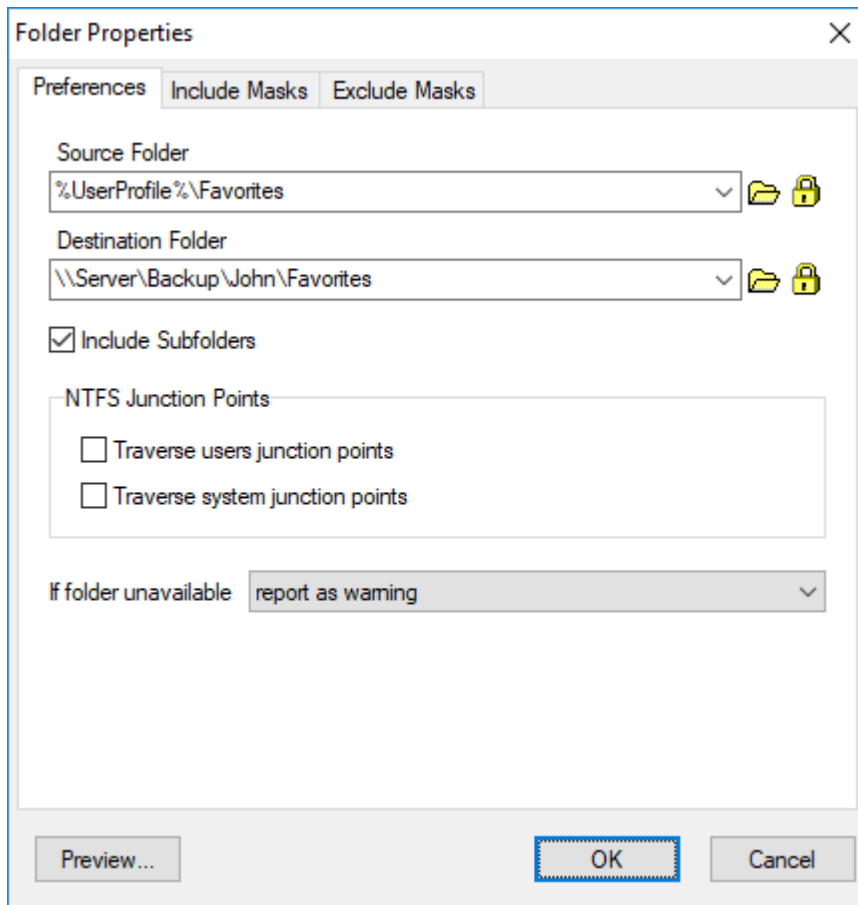 Folder Properties
Preferences Include Masks Exclude Masks
Source Folder
%UserProfile%\Favorites
Destination Folder
\\Server\Backup\John\Favorites
Include Subfolders
NTFS Junction Points
Traverse users junction points
Traverse system junction points
If folder unavailable report as warning
Preview... OK Cancel